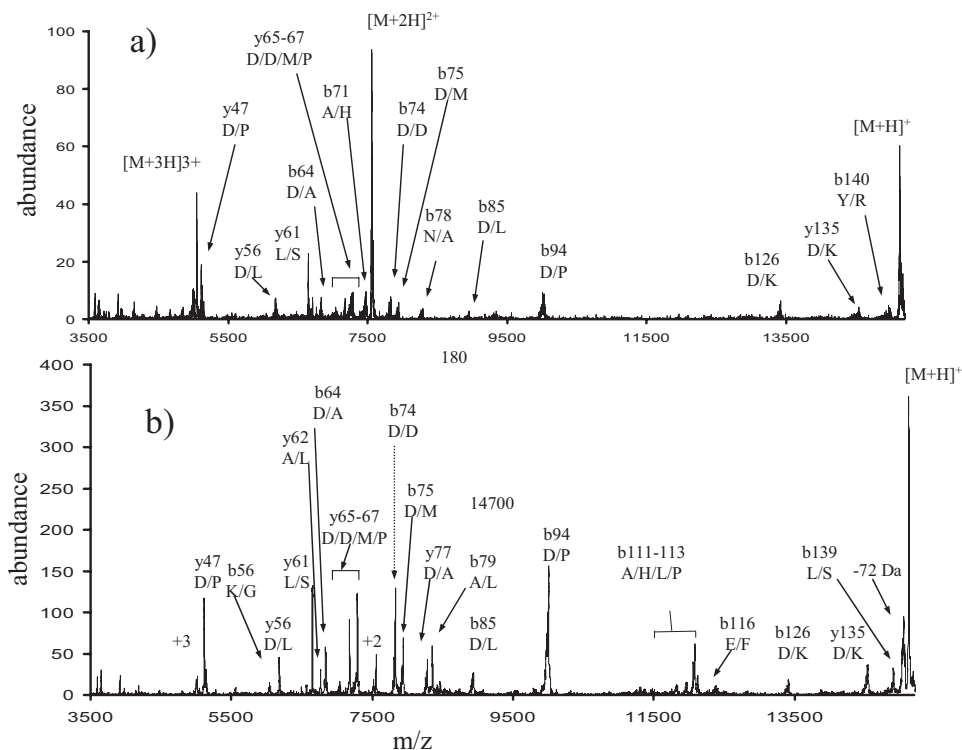 a)
abundance
100
80
60
40
20
0
[M+3H]3+
y47
D/P
y56
D/L
y61
L/S
y65-67
D/D/M/P
b64
D/A
b71
A/H
[M+2H]2+
b74
D/D
b75
D/M
b78
N/A
b85
D/L
b94
D/P
b126
D/K
y135
D/K
b140
Y/R
[M+H]+
3500 5500 7500 9500 11500 13500
180
b)
abundance
400
350
300
250
200
150
100
50
0
+3
y47
D/P
b56
K/G
y56
D/L
y61
L/S
y62
A/L
b64
D/A
y65-67
D/D/M/P
+2
b74
D/D
b75
D/M
y77
D/A
b79
A/L
14700
b85
D/L
b94
D/P
b111-113
A/H/L/P
b116
E/F
b126
D/K
y135
D/K
b139
L/S
-72 Da
[M+H]+
3500 5500 7500 9500 11500 13500
m/z